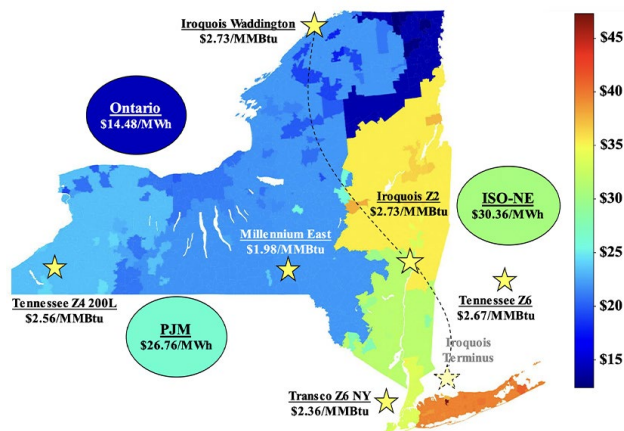 Iroquois Waddington
$2.73/MMBtu
Ontario
$14.48/MWh
Iroquois Z2
$2.73/MMBtu
ISO-NE
$30.36/MWh
Millennium East
$1.98/MMBtu
Tennessee Z4 200L
$2.56/MMBtu
PJM
$26.76/MWh
Tennessee Z6
$2.67/MMBtu
Iroquois
Terminus
Transco Z6 NY
$2.36/MMBtu
$45
$40
$35
$30
$25
$20
$15